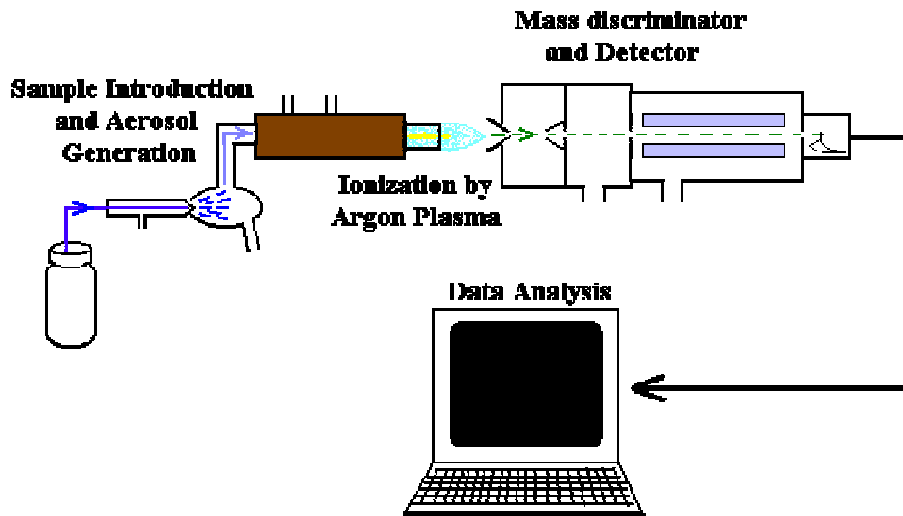 Mass discriminator
and Detector
Sample Introduction
and Aerosol
Generation
Ionization by
Argon Plasma
Data Analysis